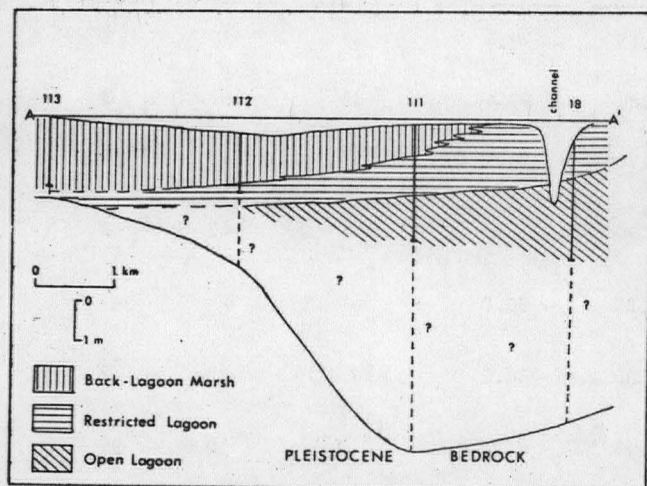 channel
113 112 111 18
A A'
? ? ? ? ? ?
0 1 km
0
1 m
Back-Lagoon Marsh
Restricted Lagoon
Open Lagoon
PLEISTOCENE BEDROCK